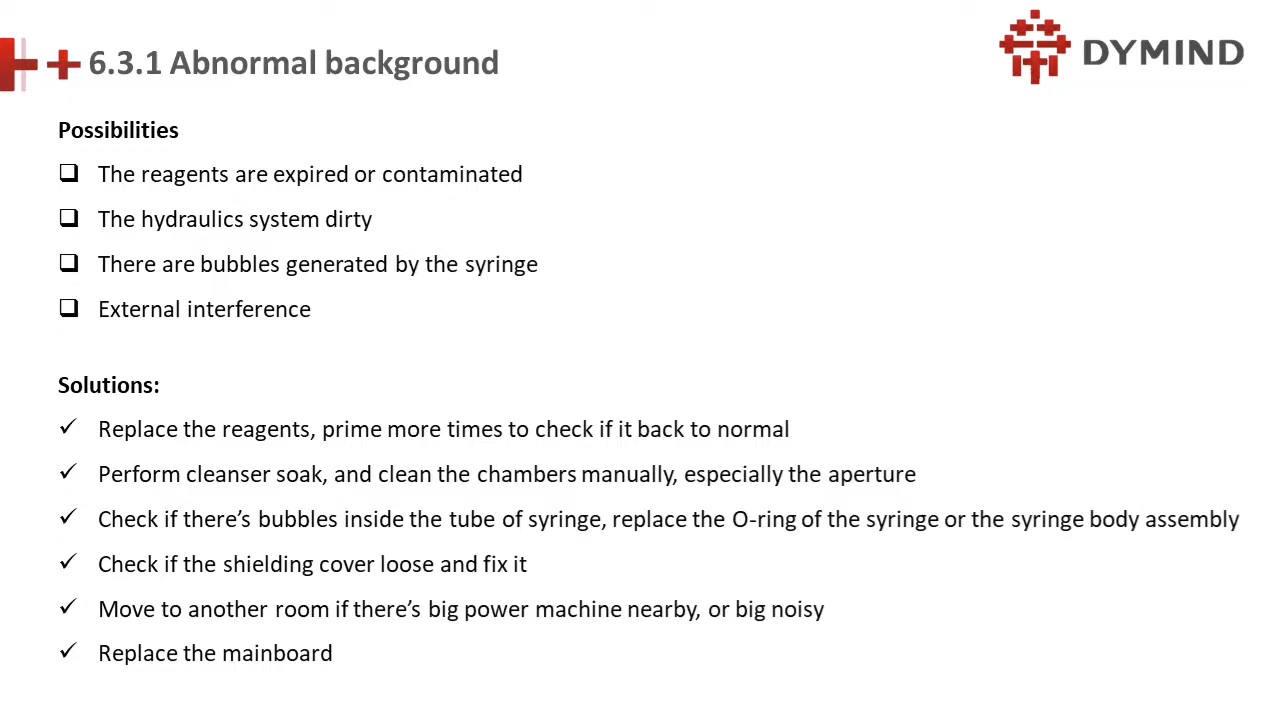 6.3.1 Abnormal background
DYMIND
Possibilities
The reagents are expired or contaminated
The hydraulics system dirty
There are bubbles generated by the syringe
External interference
Solutions:
Replace the reagents, prime more times to check if it back to normal
Perform cleanser soak, and clean the chambers manually, especially the aperture
Check if there’s bubbles inside the tube of syringe, replace the O-ring of the syringe or the syringe body assembly
Check if the shielding cover loose and fix it
Move to another room if there’s big power machine nearby, or big noisy
Replace the mainboard